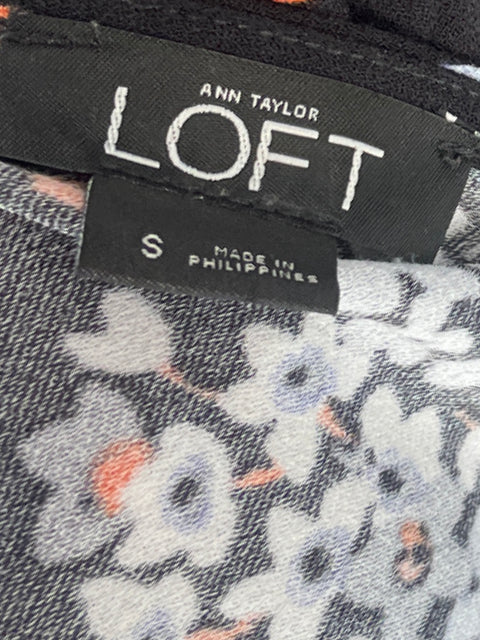 ANN TAYLOR
LOFT
S
MADE IN
PHILIPPINES